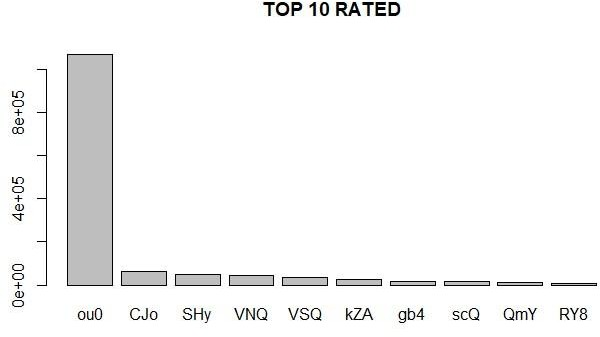 TOP 10 RATED
8e+05
4e+05
0e+00
ou0 CJo SHy VNQ VSQ kZA gb4 scQ QmY RY8